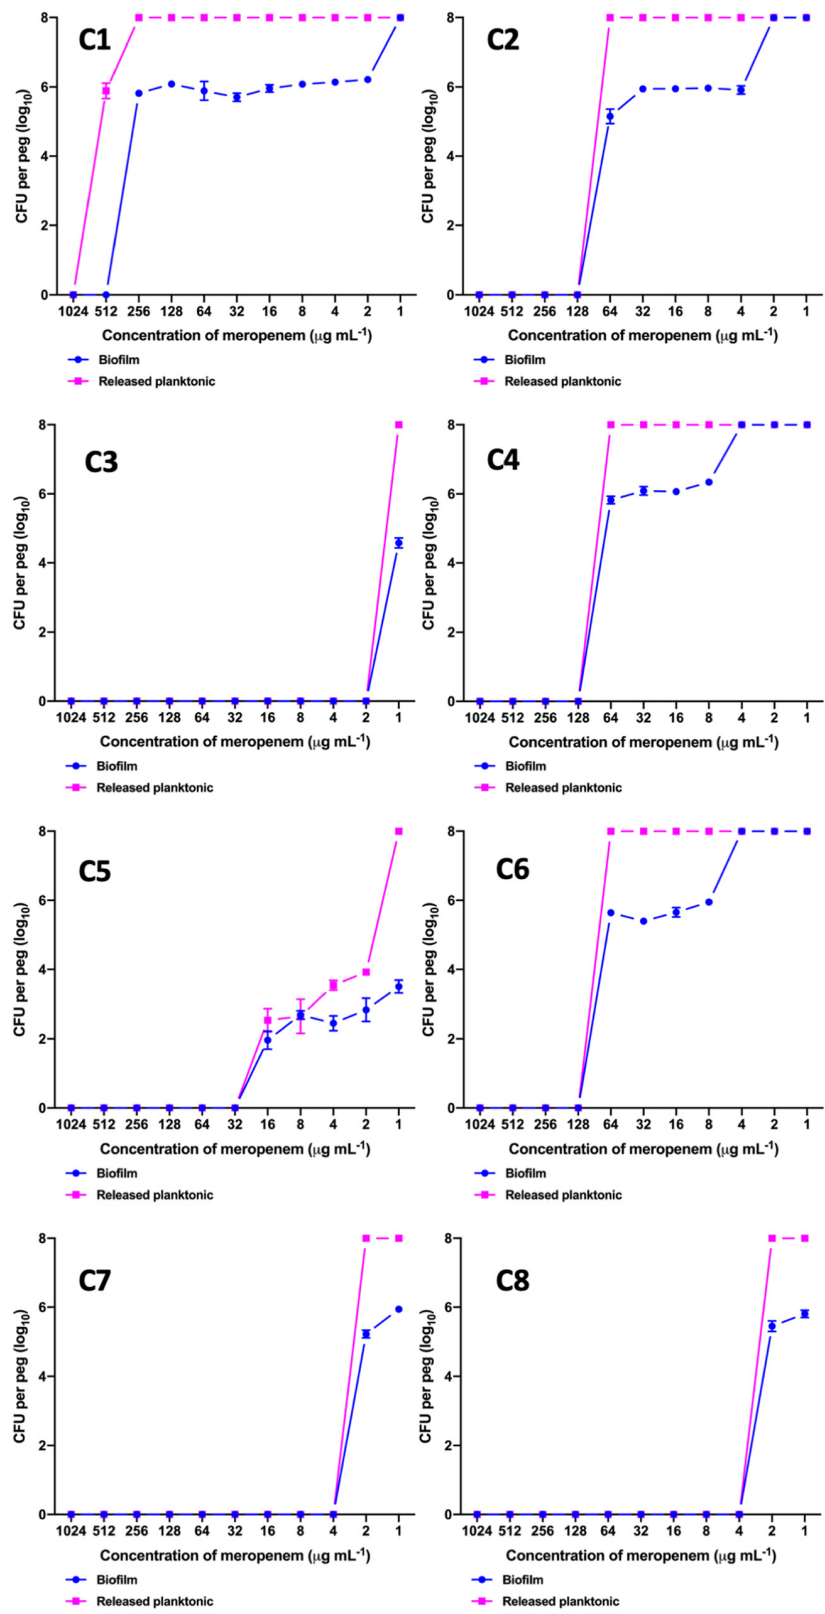 C1
CFU per peg (log10)
8
6
4
2
0
1024 512 256 128 64 32 16 8 4 2 1
Concentration of meropenem (μg mL-1)
Biofilm
Released planktonic
C2
CFU per peg (log10)
8
6
4
2
0
1024 512 256 128 64 32 16 8 4 2 1
Concentration of meropenem (μg mL-1)
Biofilm
Released planktonic
C3
CFU per peg (log10)
8
6
4
2
0
1024 512 256 128 64 32 16 8 4 2 1
Concentration of meropenem (μg mL-1)
Biofilm
Released planktonic
C4
CFU per peg (log10)
8
6
4
2
0
1024 512 256 128 64 32 16 8 4 2 1
Concentration of meropenem (μg mL-1)
Biofilm
Released planktonic
C5
CFU per peg (log10)
8
6
4
2
0
1024 512 256 128 64 32 16 8 4 2 1
Concentration of meropenem (μg mL-1)
Biofilm
Released planktonic
C6
CFU per peg (log10)
8
6
4
2
0
1024 512 256 128 64 32 16 8 4 2 1
Concentration of meropenem (μg mL-1)
Biofilm
Released planktonic
C7
CFU per peg (log10)
8
6
4
2
0
1024 512 256 128 64 32 16 8 4 2 1
Concentration of meropenem (μg mL-1)
Biofilm
Released planktonic
C8
CFU per peg (log10)
8
6
4
2
0
1024 512 256 128 64 32 16 8 4 2 1
Concentration of meropenem (μg mL-1)
Biofilm
Released planktonic